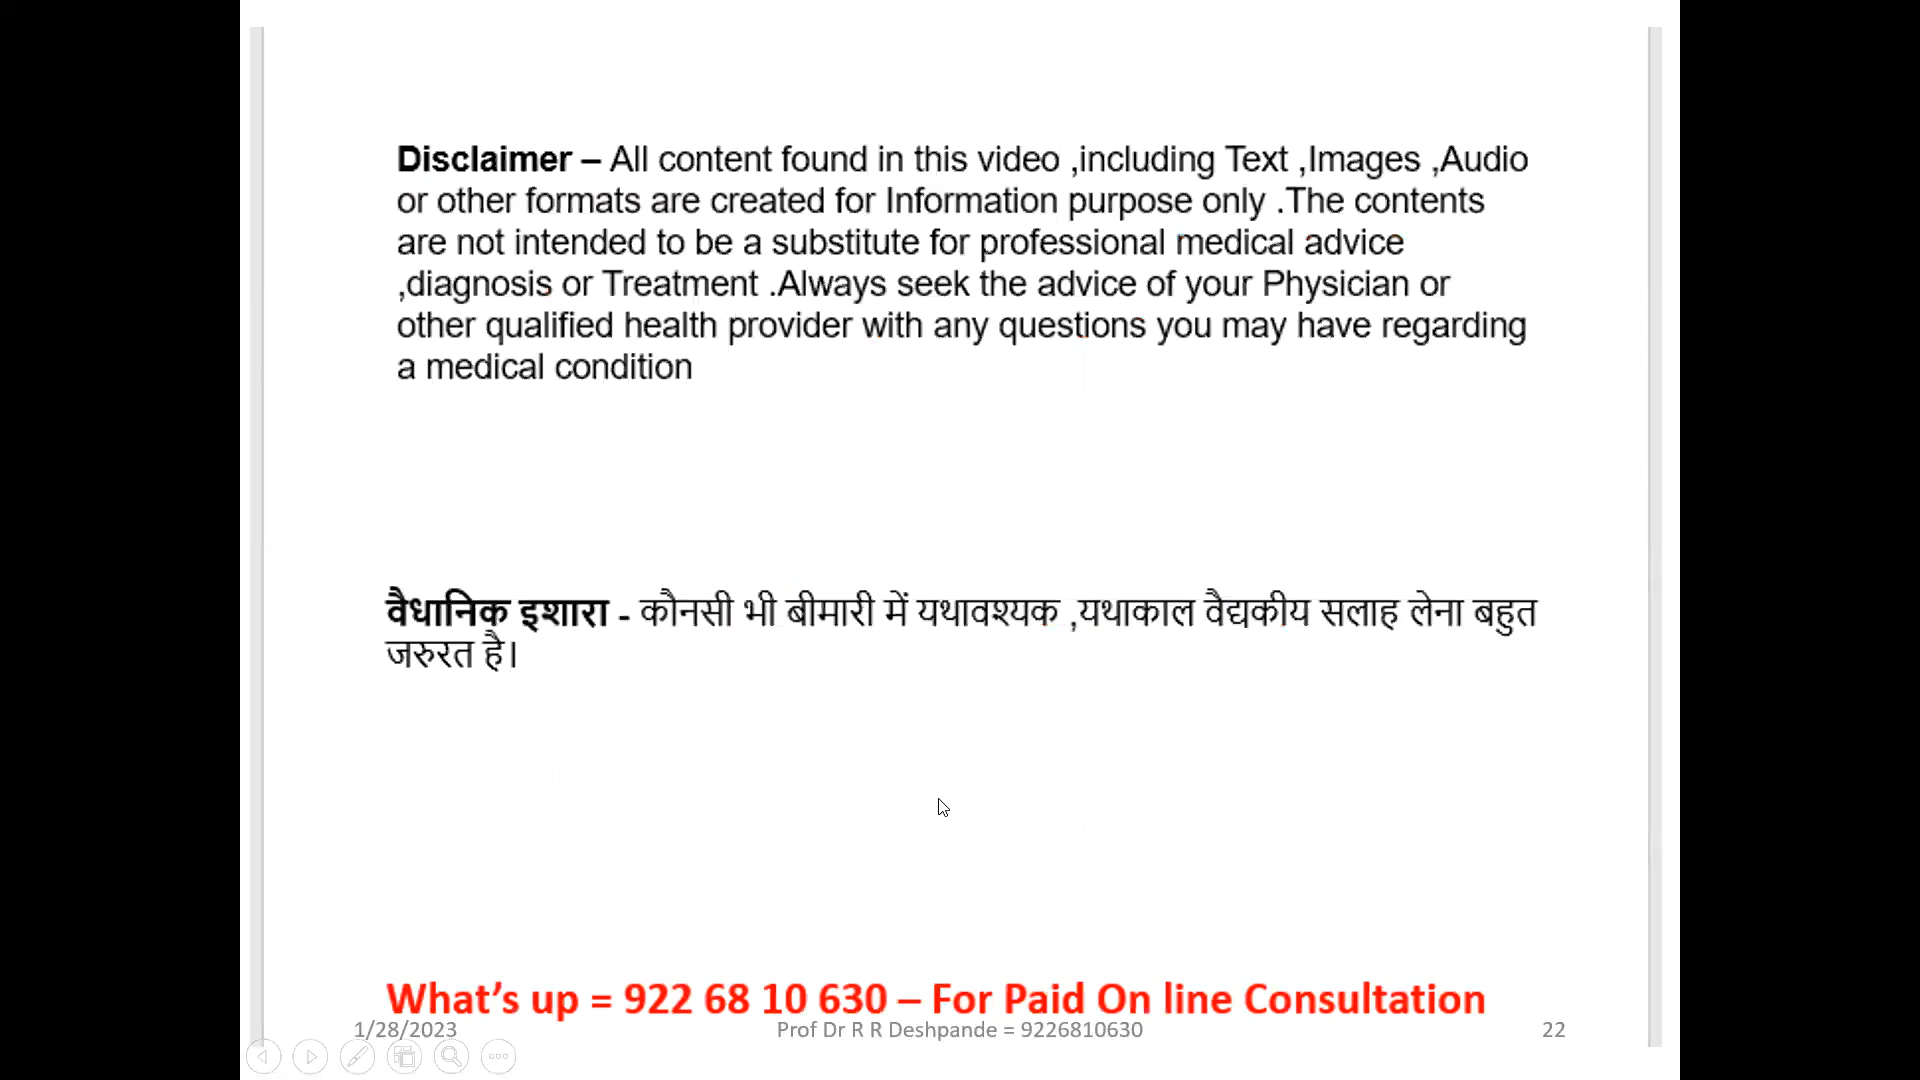 Disclaimer – All content found in this video ,including Text ,Images ,Audio
or other formats are created for Information purpose only .The contents
are not intended to be a substitute for professional medical advice
,diagnosis or Treatment .Always seek the advice of your Physician or
other qualified health provider with any questions you may have regarding
a medical condition
वैधानिक इशारा - कौनसी भी बीमारी में यथावश्यक ,यथाकाल वैद्यकीय सलाह लेना बहुत
जरुरत है।
What’s up = 922 68 10 630 – For Paid On line Consultation
1/28/2023 Prof Dr R R Deshpande = 9226810630 22